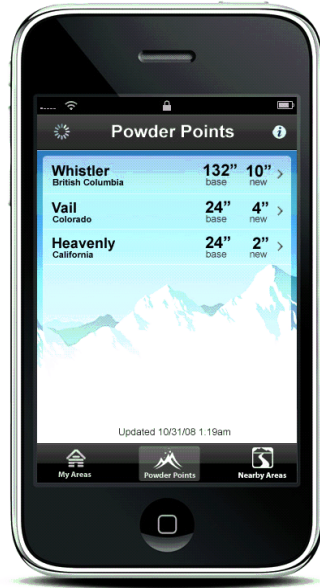 Powder Points
Whistler 132” 10”
British Columbia base new
Vail 24” 4”
Colorado base new
Heavenly 24” 2”
California base new
Updated 10/31/08 1.19am
My Areas Powder Points Nearby Areas